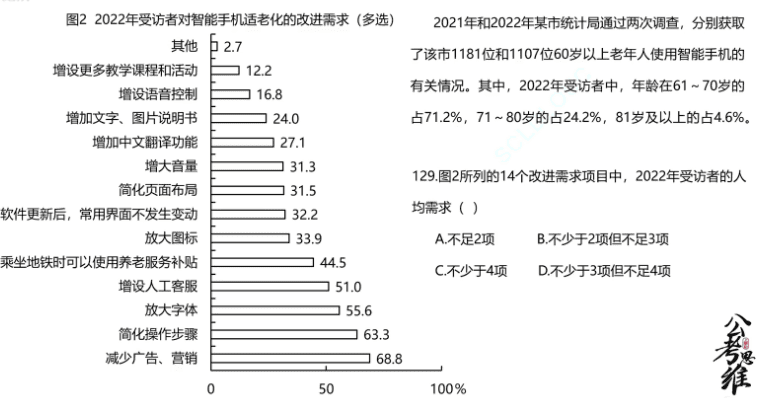 图2 2022年受访者对智能手机适老化的改进需求（多选）
其他 2.7
增设更多教学课程和活动 12.2
增设语音控制 16.8
增加文字、图片说明书 24.0
增加中文翻译功能 27.1
增大音量 31.3
简化页面布局 31.5
软件更新后，常用界面不发生变动 32.2
放大图标 33.9
乘坐地铁时可以使用养老服务补贴 44.5
增设人工客服 51.0
放大字体 55.6
简化操作步骤 63.3
减少广告、营销 68.8
0 50 100%
2021年和2022年某市统计局通过两次调查，分别获取
了该市1181位和1107位60岁以上老年人使用智能手机的
有关情况。其中，2022年受访者中，年龄在61～70岁的
占71.2%，71～80岁的占24.2%，81岁及以上的占4.6%。
129.图2所列的14个改进需求项目中，2022年受访者的人
均需求（ ）
A.不足2项 B.不少于2项但不足3项
C.不少于4项 D.不少于3项但不足4项
公考思维